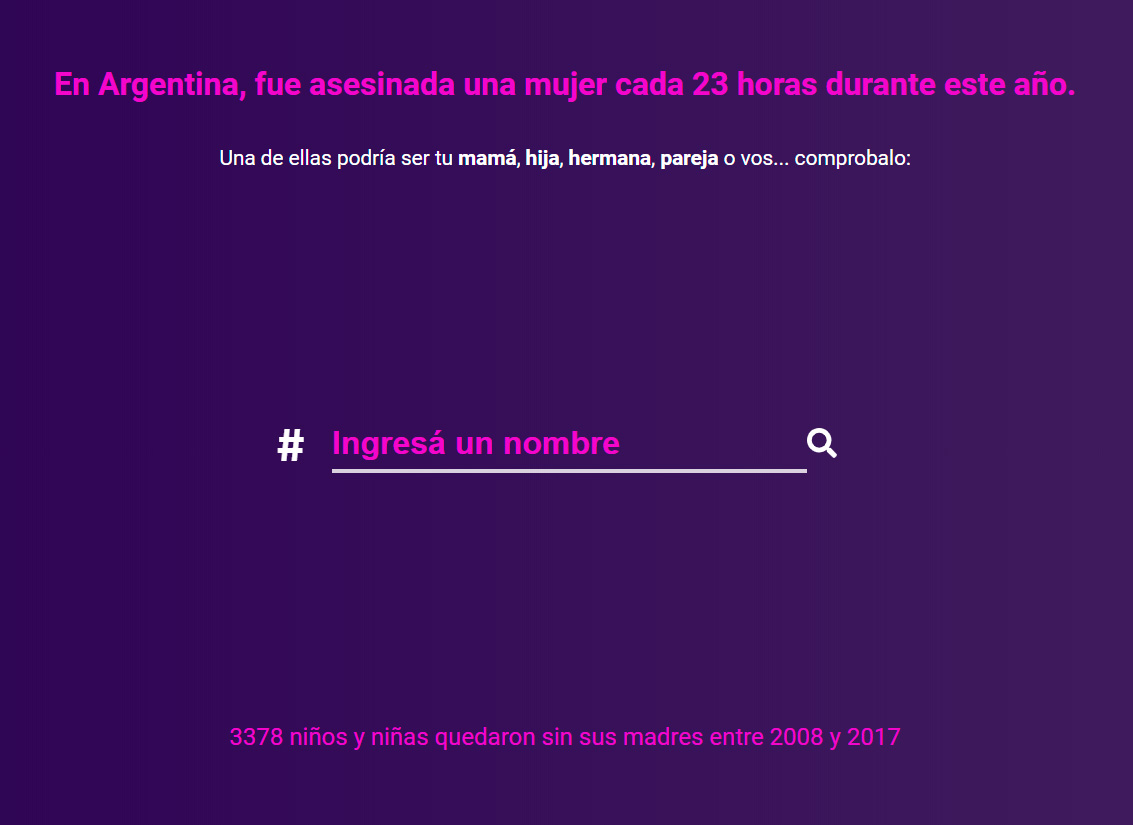 En Argentina, fue asesinada una mujer cada 23 horas durante este año.
Una de ellas podría ser tu mamá, hija, hermana, pareja o vos... comprobalo:
# Ingresá un nombre
3378 niños y niñas quedaron sin sus madres entre 2008 y 2017